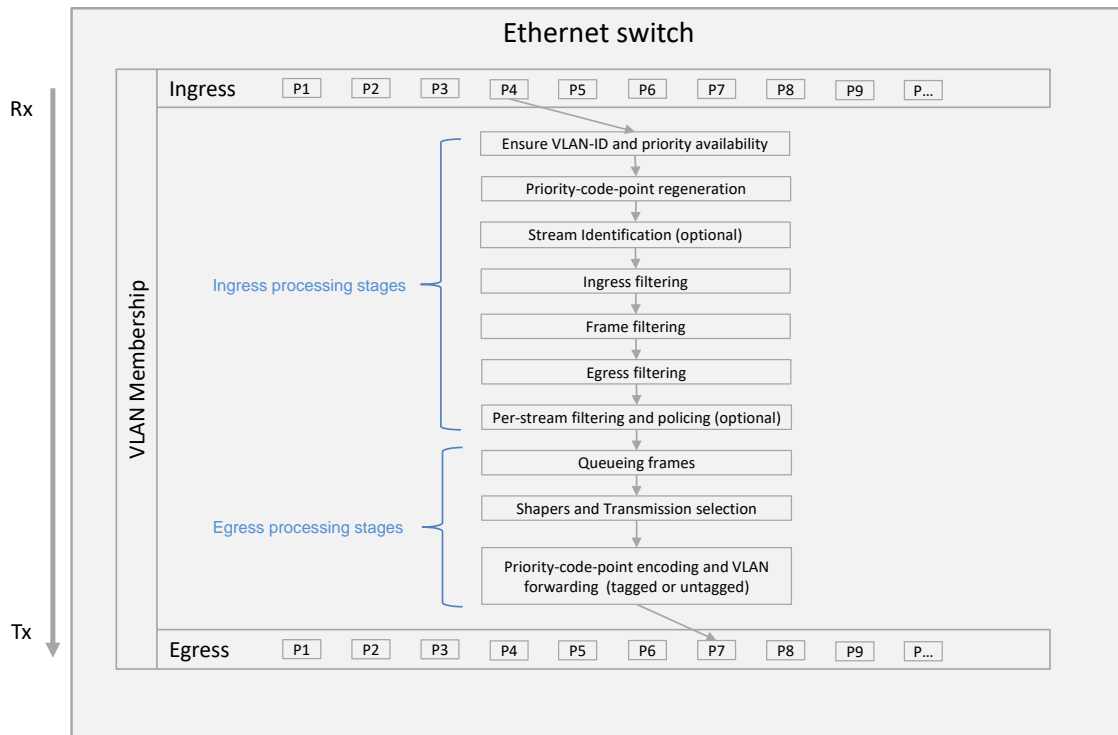 Ethernet switch
Rx
Ingress P1 P2 P3 P4 P5 P6 P7 P8 P9 P...
Ensure VLAN-ID and priority availability
Priority-code-point regeneration
Stream Identification (optional)
Ingress processing stages
Ingress filtering
Frame filtering
Egress filtering
Per-stream filtering and policing (optional)
VLAN Membership
Queueing frames
Shapers and Transmission selection
Egress processing stages
Priority-code-point encoding and VLAN
forwarding (tagged or untagged)
Tx
Egress P1 P2 P3 P4 P5 P6 P7 P8 P9 P...